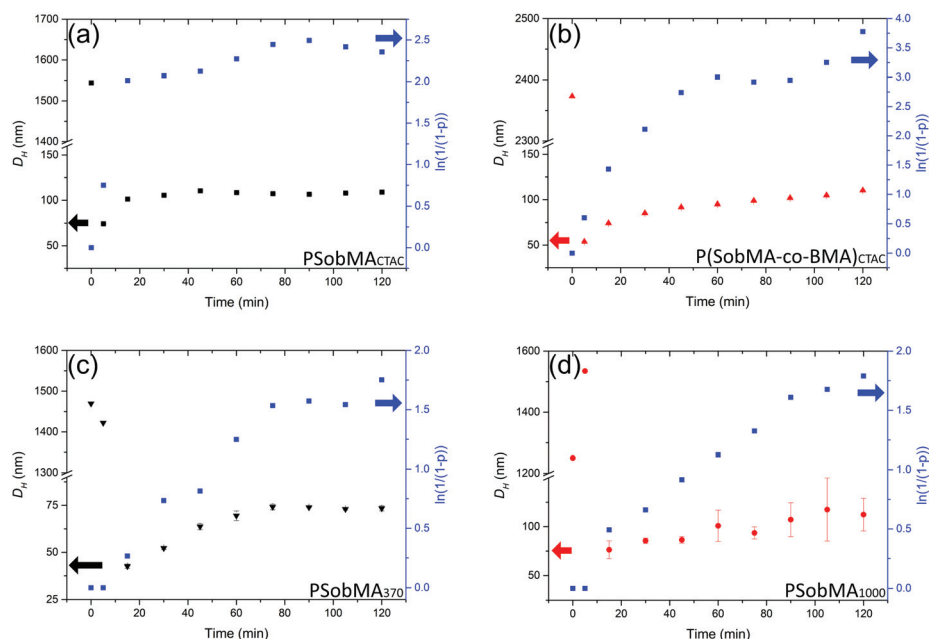 (a)
1700
1600
1500
1400
150
100
50
D_H (nm)
2.5
2.0
1.5
1.0
0.5
0.0
ln(1/(1-p))
PSobMA_CTAC
0 20 40 60 80 100 120
Time (min)
(b)
2500
2400
2300
150
100
50
D_H (nm)
4.0
3.5
3.0
2.5
2.0
1.5
1.0
0.5
0.0
ln(1/(1-p))
P(SobMA-co-BMA)_CTAC
0 20 40 60 80 100 120
Time (min)
(c)
1600
1500
1400
1300
75
50
25
D_H (nm)
2.0
1.5
1.0
0.5
0.0
ln(1/(1-p))
PSobMA_370
0 20 40 60 80 100 120
Time (min)
(d)
1600
1400
1200
100
75
50
D_H (nm)
2.0
1.5
1.0
0.5
0.0
ln(1/(1-p))
PSobMA_1000
0 20 40 60 80 100 120
Time (min)